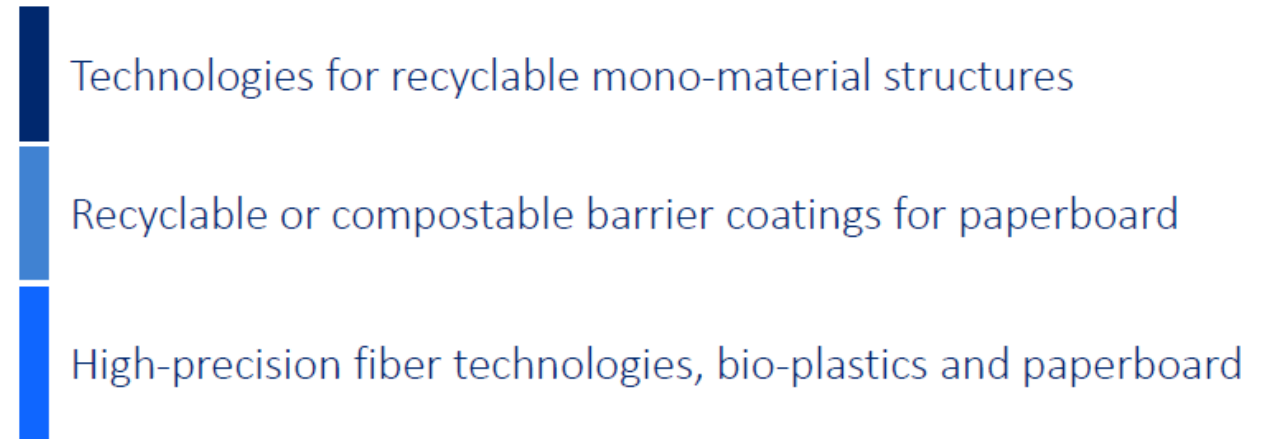 Technologies for recyclable mono-material structures
Recyclable or compostable barrier coatings for paperboard
High-precision fiber technologies, bio-plastics and paperboard